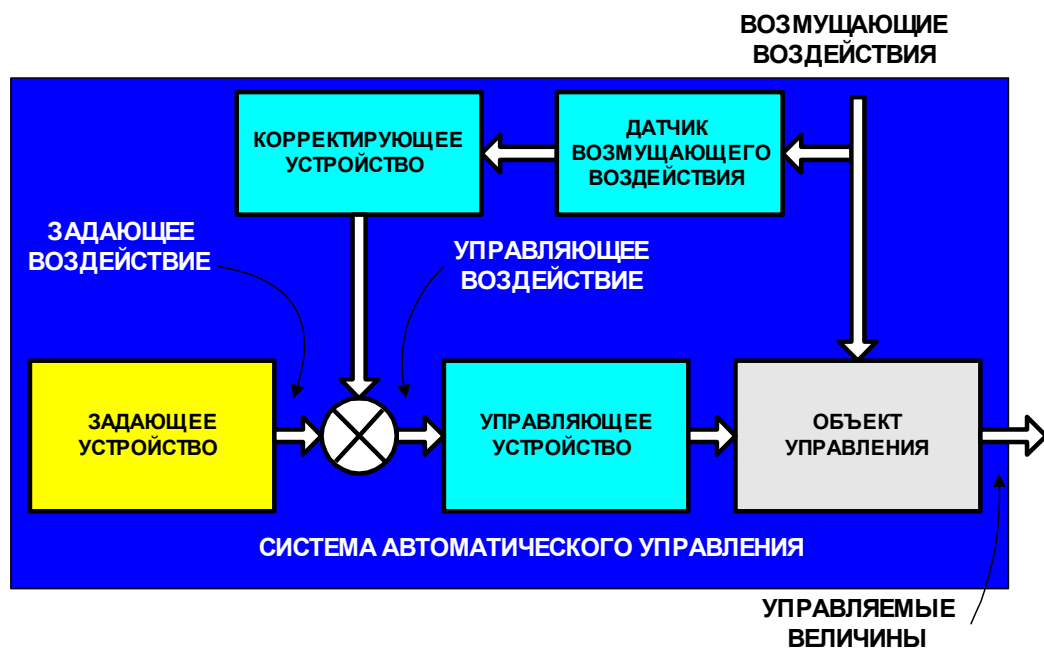 ВОЗМУЩАЮЩИЕ
ВОЗДЕЙСТВИЯ
КОРРЕКТИРУЮЩЕЕ
УСТРОЙСТВО
ДАТЧИК
ВОЗМУЩАЮЩЕГО
ВОЗДЕЙСТВИЯ
ЗАДАЮЩЕЕ
ВОЗДЕЙСТВИЕ
УПРАВЛЯЮЩЕЕ
ВОЗДЕЙСТВИЕ
ЗАДАЮЩЕЕ
УСТРОЙСТВО
УПРАВЛЯЮЩЕЕ
УСТРОЙСТВО
ОБЪЕКТ
УПРАВЛЕНИЯ
СИСТЕМА АВТОМАТИЧЕСКОГО УПРАВЛЕНИЯ
УПРАВЛЯЕМЫЕ
ВЕЛИЧИНЫ